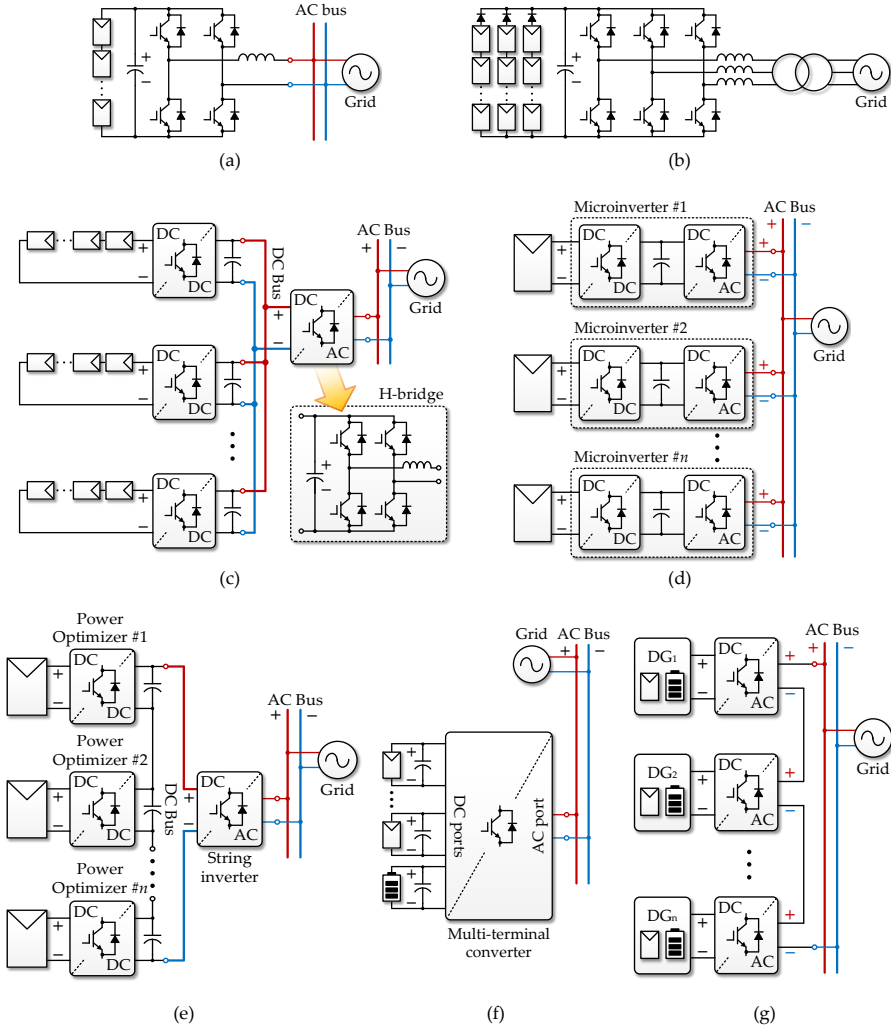 AC bus
+
−
Grid
(a)
+
−
Grid
(b)
DC
DC
+
−
DC
DC
+
−
DC
DC
+
−
DC Bus
+
−
DC
AC
AC Bus
+
−
Grid
H-bridge
+
−
(c)
Microinverter #1
+
−
DC
DC
DC
AC
+
−
Microinverter #2
+
−
DC
DC
DC
AC
+
−
Microinverter #n
+
−
DC
DC
DC
AC
+
−
AC Bus
+
−
Grid
(d)
Power
Optimizer #1
+
−
DC
DC
Power
Optimizer #2
+
−
DC
DC
Power
Optimizer #n
+
−
DC
DC
DC Bus
+
−
DC
AC
String
inverter
AC Bus
+
−
Grid
(e)
Grid
AC Bus
+
−
+
−
+
−
+
−
DC ports
AC port
Multi-terminal
converter
(f)
DG1
+
−
DC
AC
+
−
DG2
+
−
DC
AC
+
−
DGn
+
−
DC
AC
+
−
AC Bus
+
−
Grid
(g)